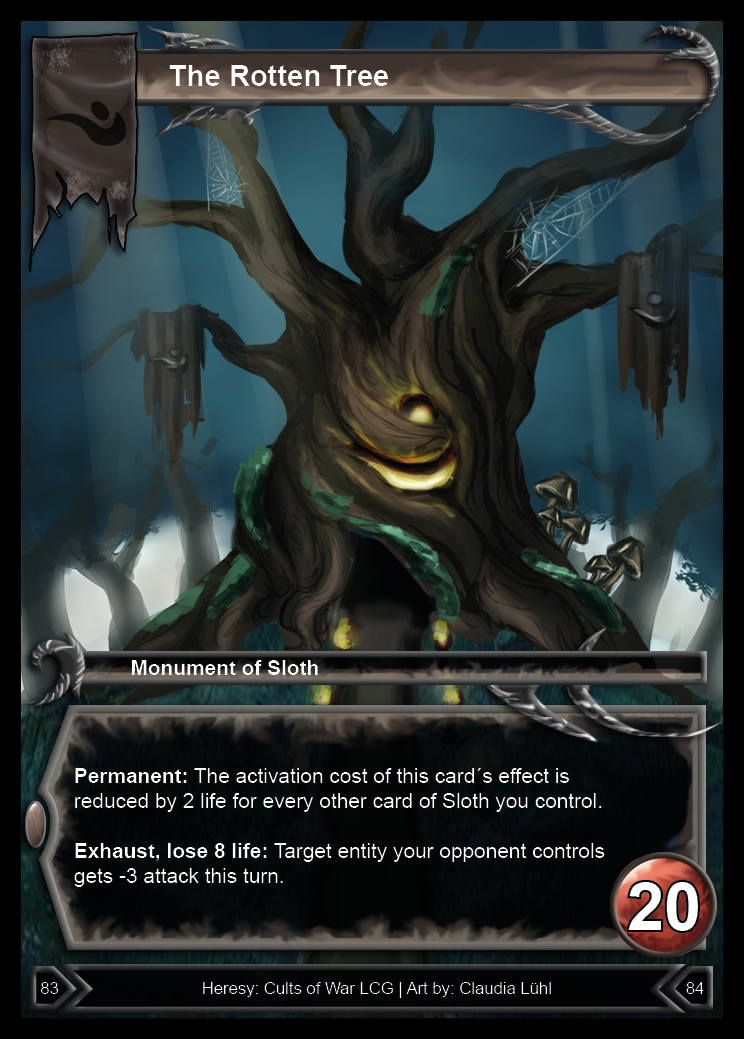 The Rotten Tree
Monument of Sloth
Permanent: The activation cost of this card´s effect is
reduced by 2 life for every other card of Sloth you control.
Exhaust, lose 8 life: Target entity your opponent controls
gets -3 attack this turn.
20
83 Heresy: Cults of War LCG | Art by: Claudia Lühl 84